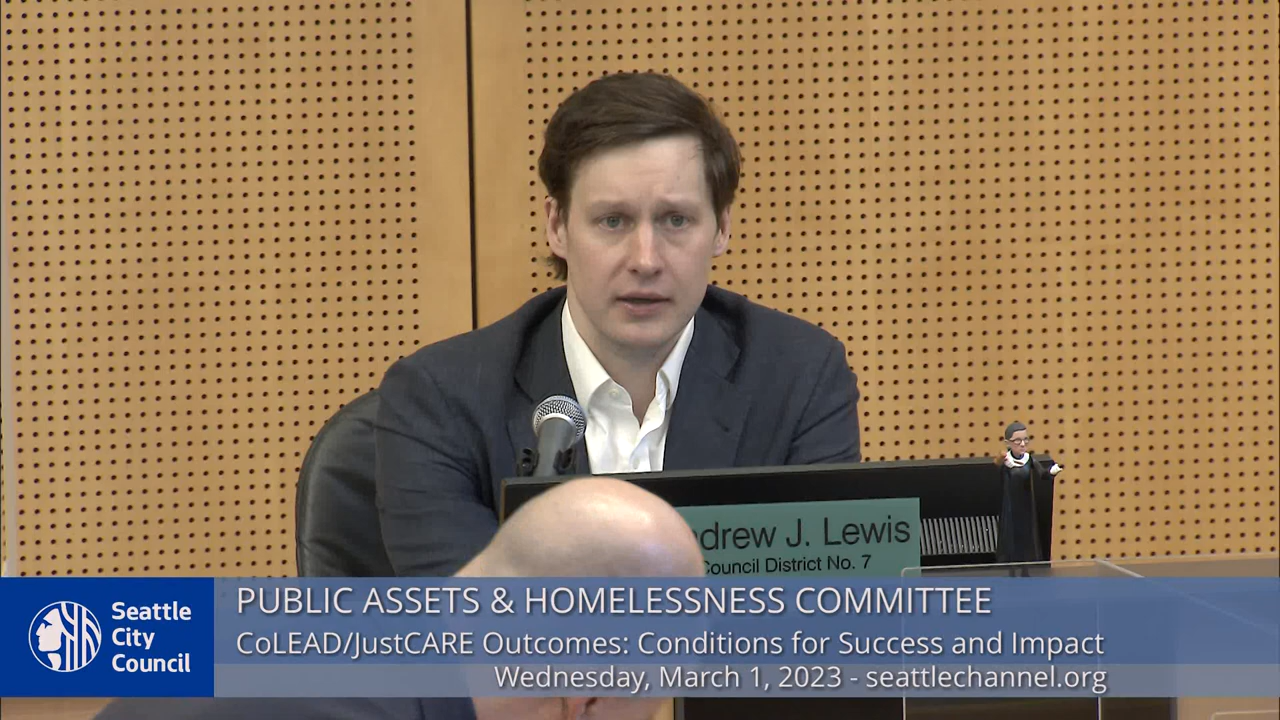 drew J. Lewis
Council District No. 7
Seattle
City
Council
PUBLIC ASSETS & HOMELESSNESS COMMITTEE
CoLEAD/JustCARE Outcomes: Conditions for Success and Impact
Wednesday, March 1, 2023 - seattlechannel.org